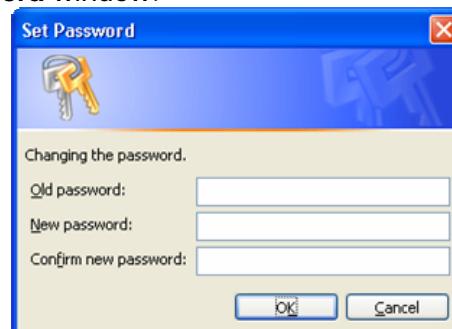 Set Password
Changing the password.
Old password:
New password:
Confirm new password:
OK
Cancel